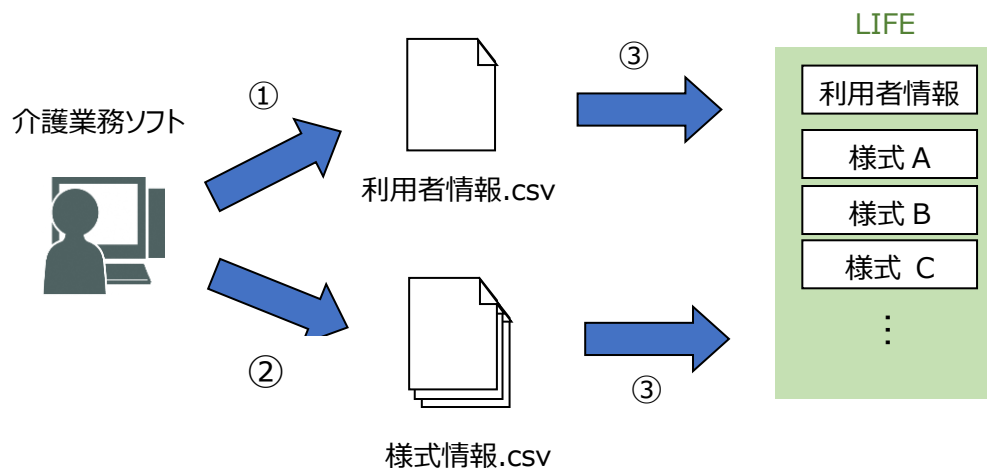 介護業務ソフト
①
②
利用者情報.csv
様式情報.csv
③
③
LIFE
利用者情報
様式 A
様式 B
様式 C
⋮